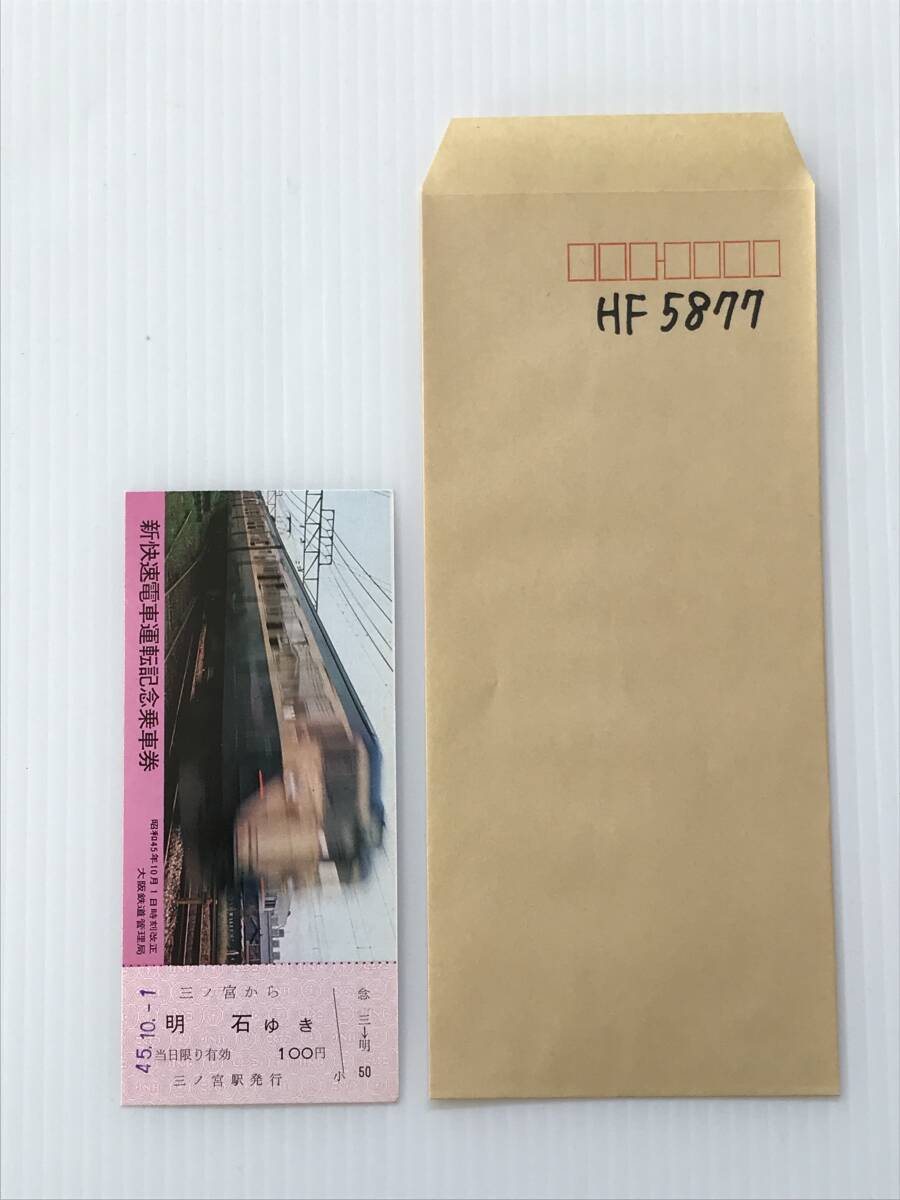 HF 5877
新快速電車運転記念乗車券
昭和45年10月1日時刻改正
大阪鉄道管理局
45.10.-1
三ノ宮から
明 石ゆき
当日限り有効 100円
三ノ宮駅発行
念
三→明
小 50